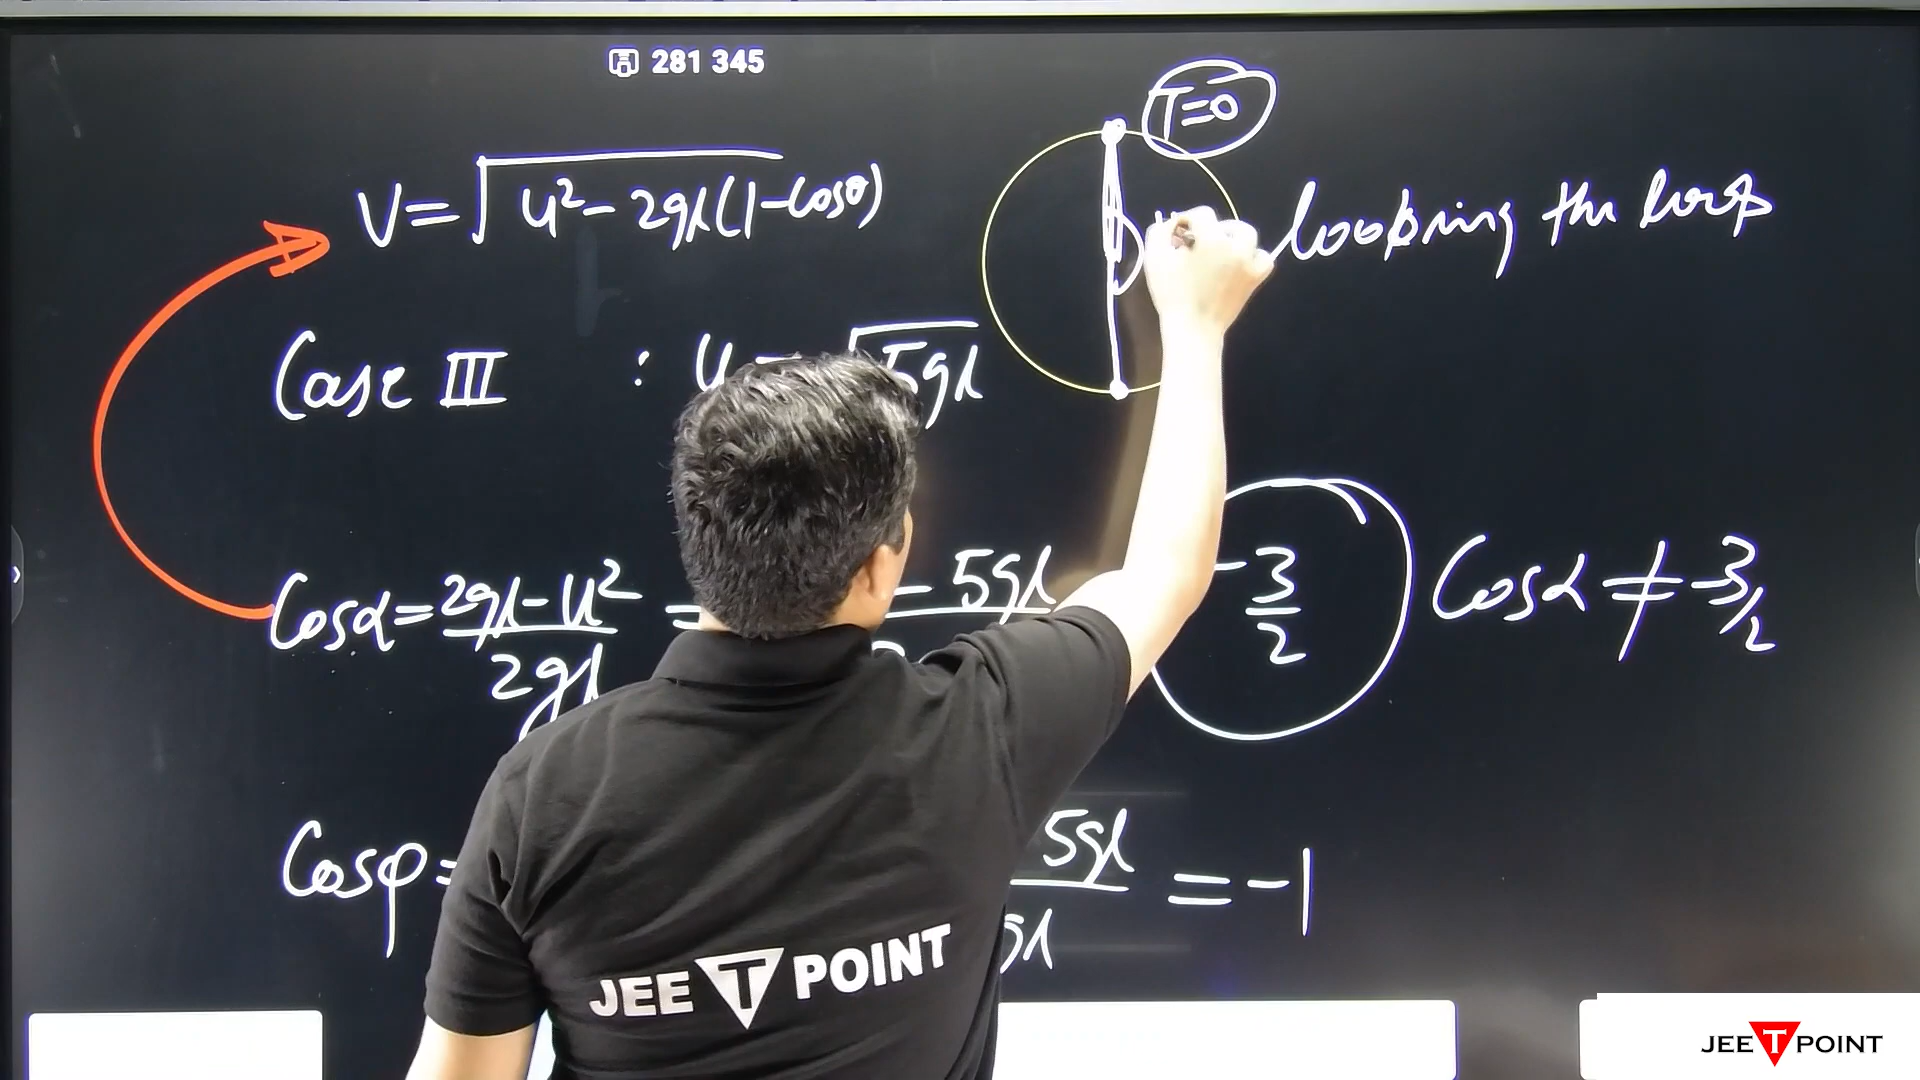 281 345
T=0
V=√u²-2gl(1-cosθ)
looping the loop
Case III : u = √5gl
Cosα = 2gl-u²/2gl = - 5gl
-3/2
Cosα ≠ -3/2
Cosφ = 5gl/gl = -1
JEE T POINT
JEE T POINT